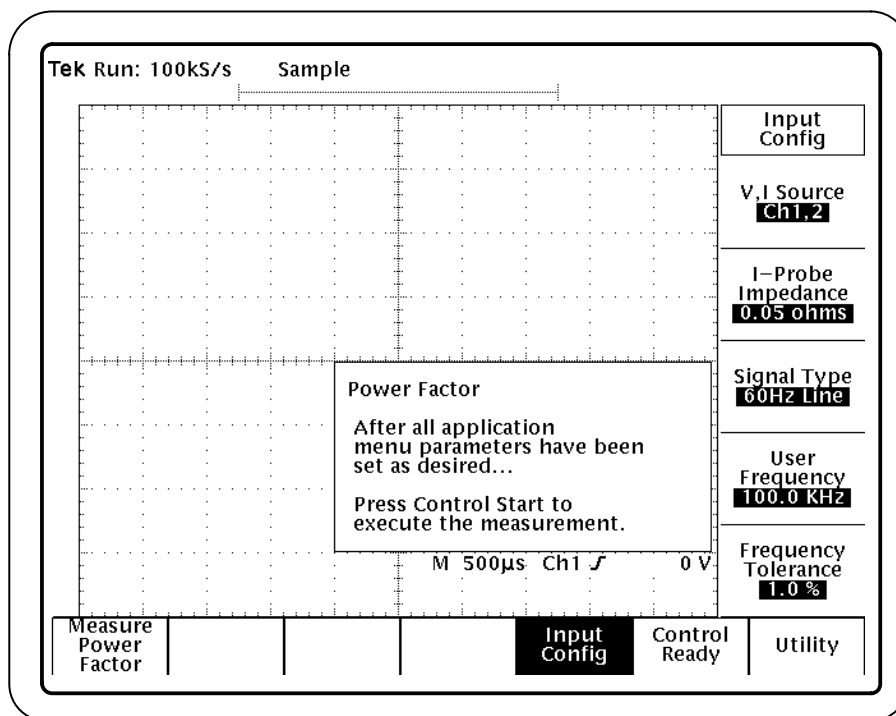 Tek Run: 100kS/s Sample
Input
Config
V,I Source
Ch1,2
I-Probe
Impedance
0.05 ohms
Signal Type
60Hz Line
User
Frequency
100.0 KHz
Frequency
Tolerance
1.0 %
Power Factor
After all application
menu parameters have been
set as desired...
Press Control Start to
execute the measurement.
M 500µs Ch1 0 V
Measure
Power
Factor
Input
Config
Control
Ready
Utility